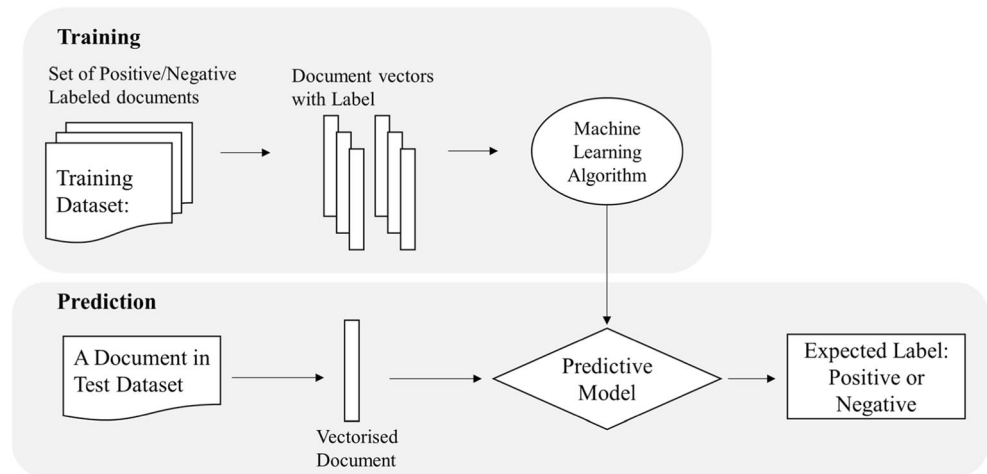 Training
Set of Positive/Negative
Labeled documents
Training
Dataset:
Document vectors
with Label
Machine
Learning
Algorithm
Prediction
A Document in
Test Dataset
Vectorised
Document
Predictive
Model
Expected Label:
Positive or
Negative